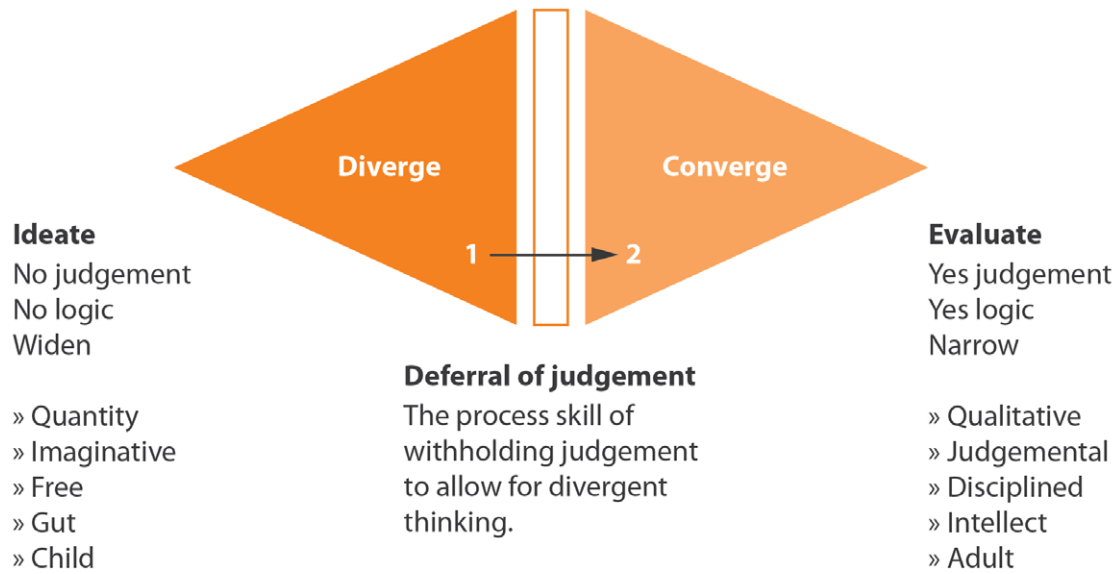 Diverge
Converge
1
2
Ideate
No judgement
No logic
Widen
» Quantity
» Imaginative
» Free
» Gut
» Child
Deferral of judgement
The process skill of
withholding judgement
to allow for divergent
thinking.
Evaluate
Yes judgement
Yes logic
Narrow
» Qualitative
» Judgemental
» Disciplined
» Intellect
» Adult